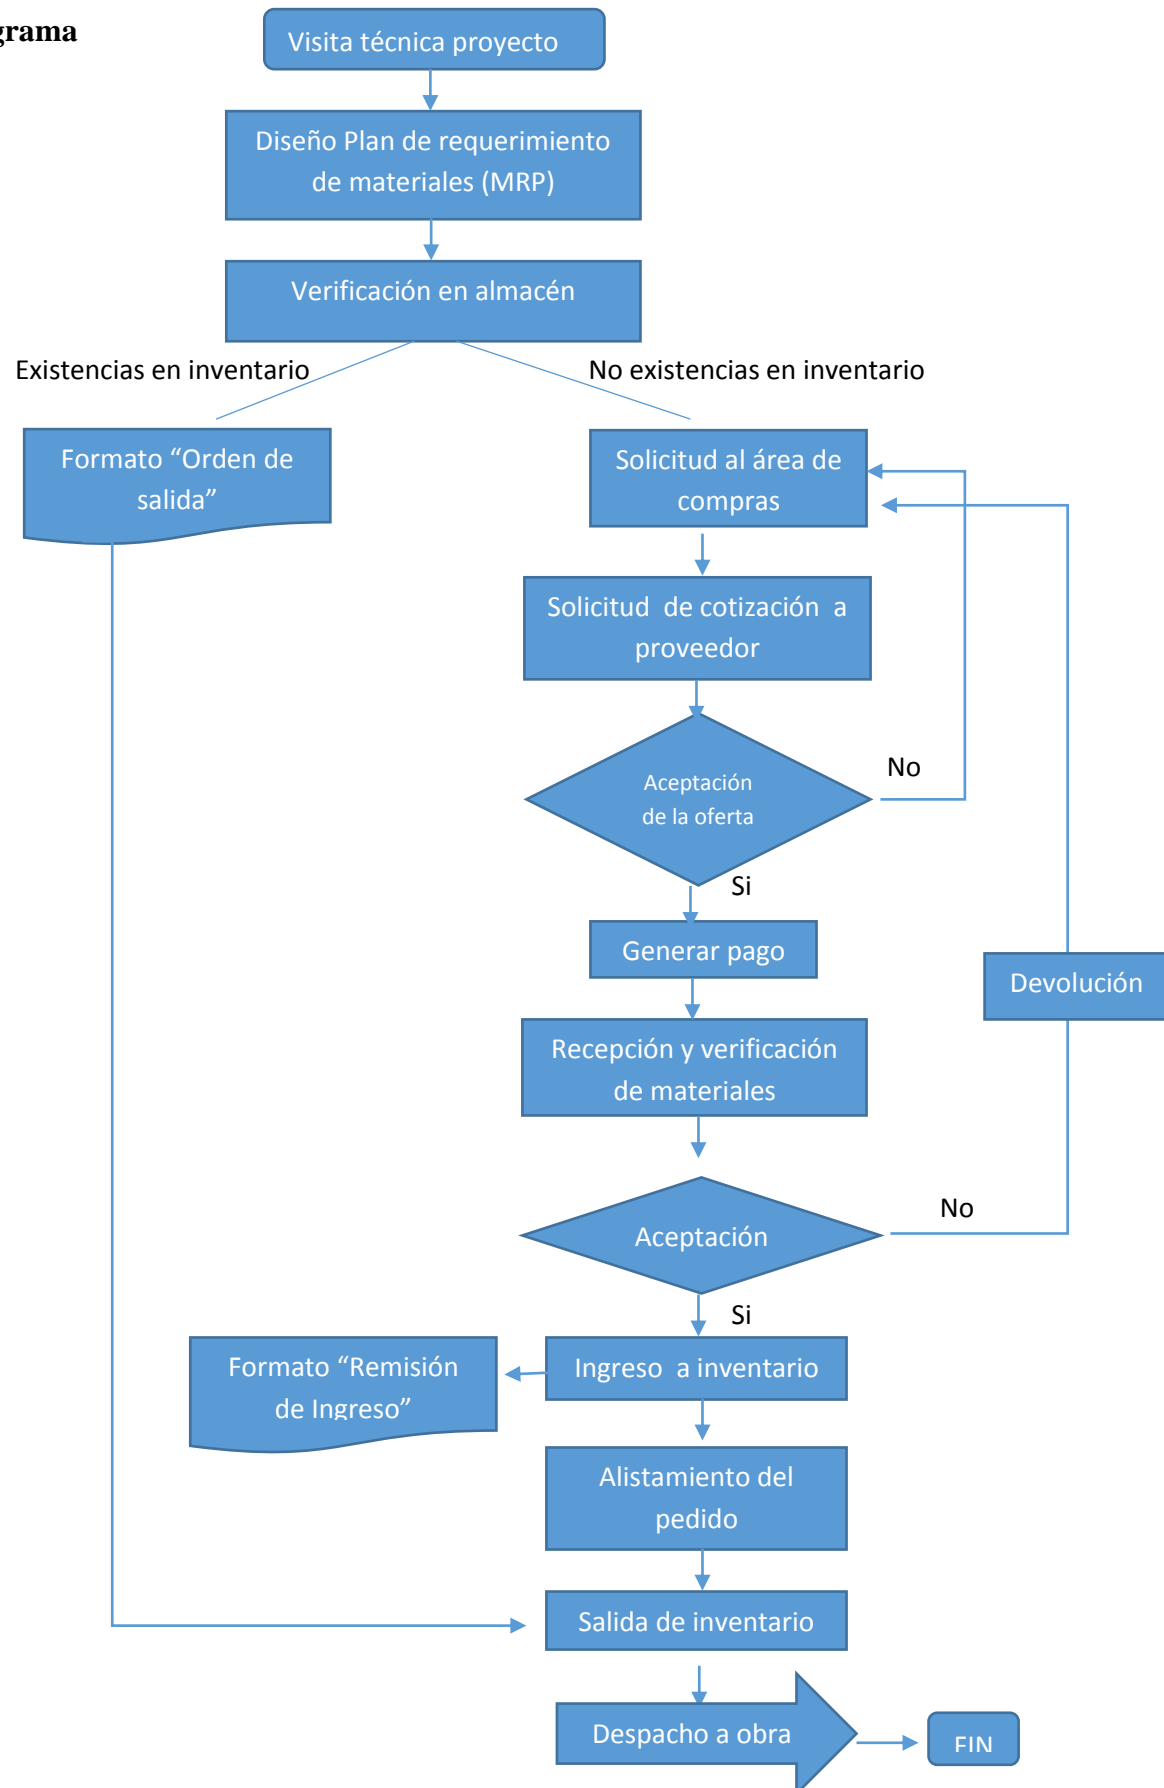 grama
Visita técnica proyecto
Diseño Plan de requerimiento
de materiales (MRP)
Verificación en almacén
Existencias en inventario
No existencias en inventario
Formato “Orden de
salida”
Solicitud al área de
compras
Solicitud de cotización a
proveedor
Aceptación
de la oferta
No
Si
Generar pago
Devolución
Recepción y verificación
de materiales
Aceptación
No
Si
Formato “Remisión
de Ingreso”
Ingreso a inventario
Alistamiento del
pedido
Salida de inventario
Despacho a obra
FIN